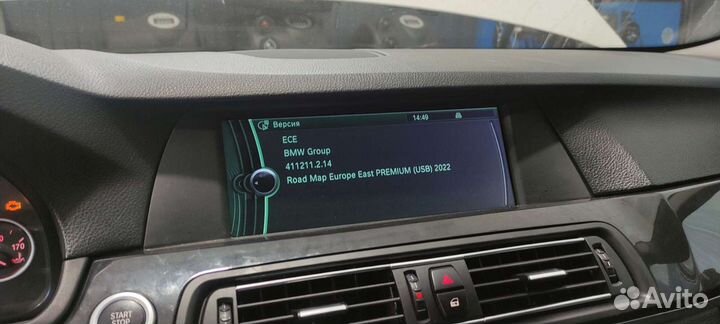 Версия
14:49
ECE
BMW Group
411211.2.14
Road Map Europe East PREMIUM (USB) 2022
170
START
STOP
Avito